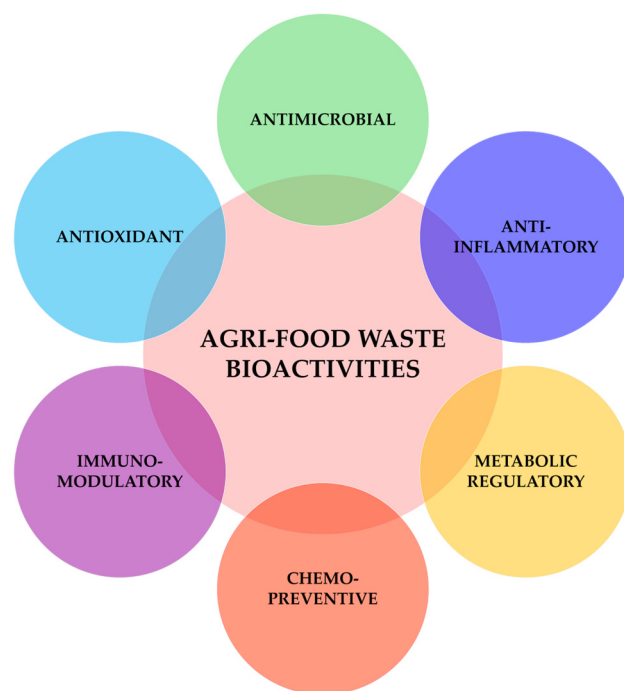 ANTIMICROBIAL
ANTIOXIDANT
ANTI-
INFLAMMATORY
AGRI-FOOD WASTE
BIOACTIVITIES
IMMUNO-
MODULATORY
METABOLIC
REGULATORY
CHEMO-
PREVENTIVE